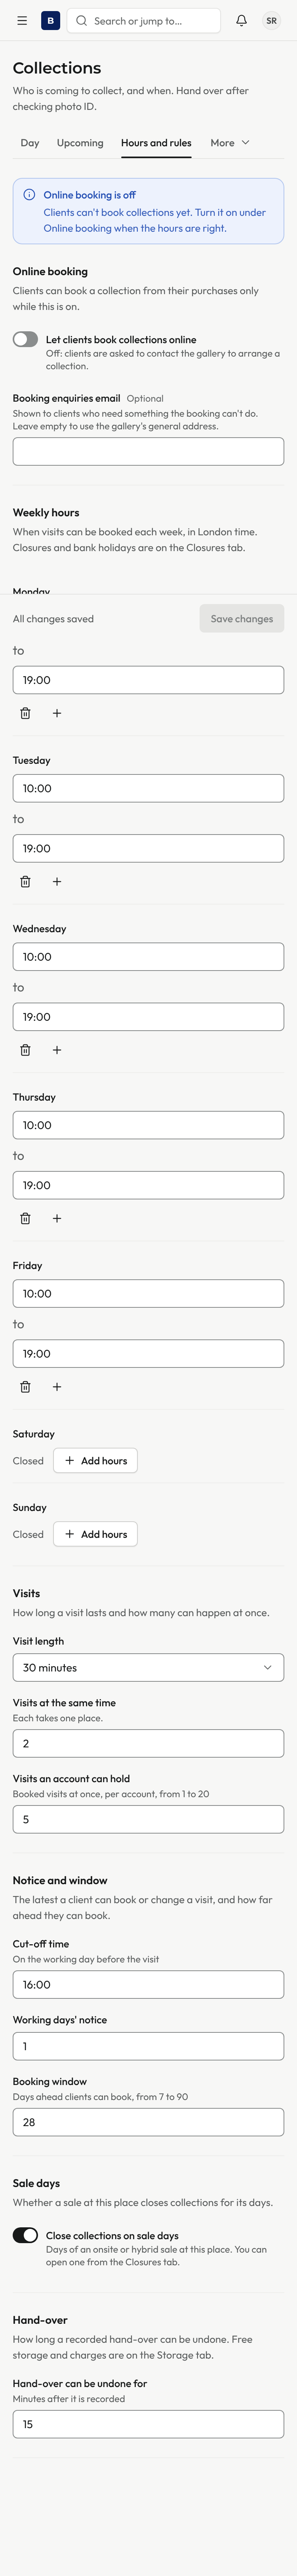 B
Search or jump to...
SR
Collections
Who is coming to collect, and when. Hand over after
checking photo ID.
Day
Upcoming
Hours and rules
More
Online booking is off
Clients can't book collections yet. Turn it on under
Online booking when the hours are right.
Online booking
Clients can book a collection from their purchases only
while this is on.
Let clients book collections online
Off: clients are asked to contact the gallery to arrange a
collection.
Booking enquiries email Optional
Shown to clients who need something the booking can't do.
Leave empty to use the gallery's general address.
Weekly hours
When visits can be booked each week, in London time.
Closures and bank holidays are on the Closures tab.
Monday
All changes saved
Save changes
to
19:00
Tuesday
10:00
to
19:00
Wednesday
10:00
to
19:00
Thursday
10:00
to
19:00
Friday
10:00
to
19:00
Saturday
Closed
Add hours
Sunday
Closed
Add hours
Visits
How long a visit lasts and how many can happen at once.
Visit length
30 minutes
Visits at the same time
Each takes one place.
2
Visits an account can hold
Booked visits at once, per account, from 1 to 20
5
Notice and window
The latest a client can book or change a visit, and how far
ahead they can book.
Cut-off time
On the working day before the visit
16:00
Working days' notice
1
Booking window
Days ahead clients can book, from 7 to 90
28
Sale days
Whether a sale at this place closes collections for its days.
Close collections on sale days
Days of an onsite or hybrid sale at this place. You can
open one from the Closures tab.
Hand-over
How long a recorded hand-over can be undone. Free
storage and charges are on the Storage tab.
Hand-over can be undone for
Minutes after it is recorded
15